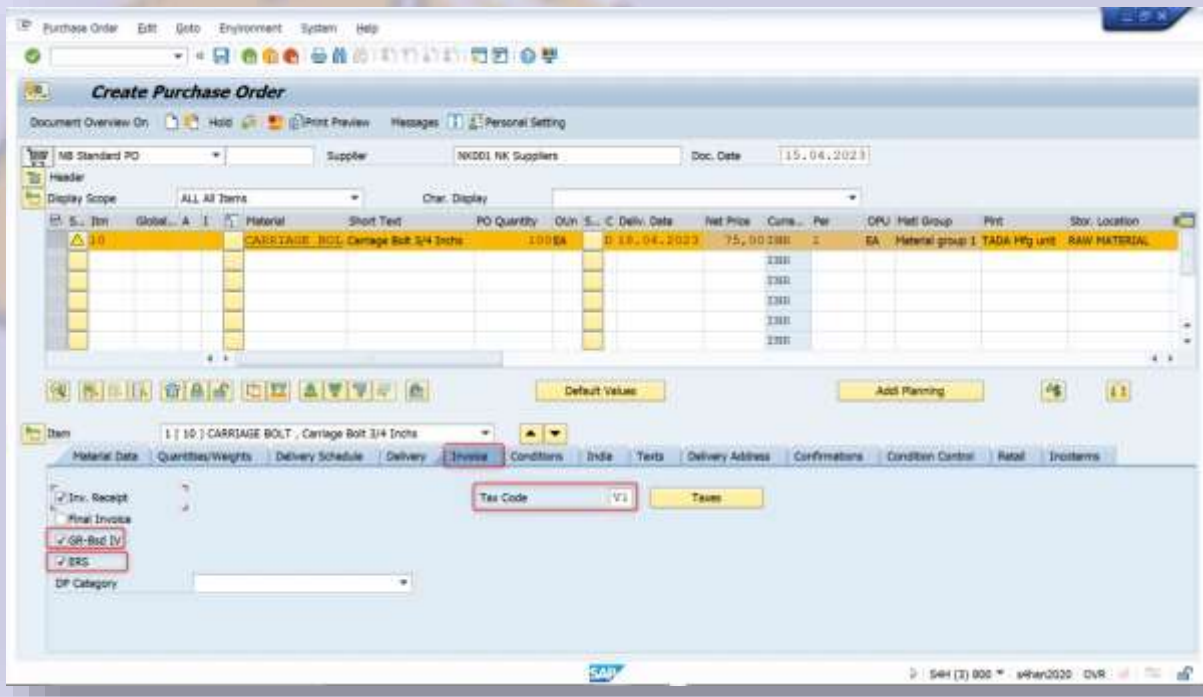 Purchase Order Edit Goto Environment System Help
Create Purchase Order
Document Overview On Hold Print Preview Messages Personal Setting
NB Standard PO Supplier NK001 NK Suppliers Doc. Date 15.04.2023
Header
Display Scope ALL All Items Char. Display
S... Itm Global... A I Material Short Text PO Quantity OUn S... C Deliv. Date Net Price Curre... Per OPU Matl Group Plnt Stor. Location
10 CARRIAGE BOL Carriage Bolt 3/4 Inchs 100 EA D 18.04.2023 75,00 INR 1 EA Material group 1 TADA Mfg unit RAW MATERIAL
INR
INR
INR
INR
Default Values Addl Planning
Item 1 [ 10 ] CARRIAGE BOLT , Carriage Bolt 3/4 Inchs
Material Data Quantities/Weights Delivery Schedule Delivery Invoice Conditions India Texts Delivery Address Confirmations Condition Control Retail Incoterms
Inv. Receipt Tax Code V1 Taxes
Final Invoice
GR-Bsd IV
ERS
DP Category
SAP S4H (3) 800 s4han2020 OVR